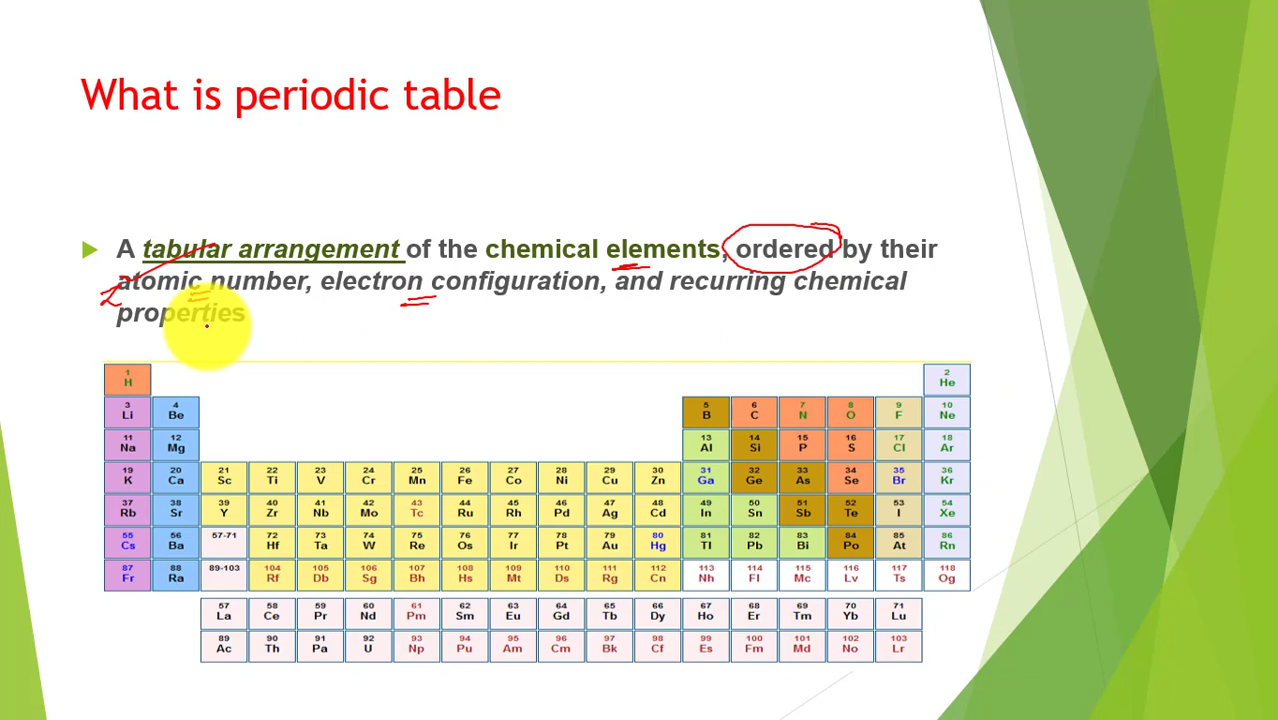 What is periodic table
A tabular arrangement of the chemical elements, ordered by their
atomic number, electron configuration, and recurring chemical
properties
1 2
H He
3 4 5 6 7 8 9 10
Li Be B C N O F Ne
11 12 13 14 15 16 17 18
Na Mg Al Si P S Cl Ar
19 20 21 22 23 24 25 26 27 28 29 30 31 32 33 34 35 36
K Ca Sc Ti V Cr Mn Fe Co Ni Cu Zn Ga Ge As Se Br Kr
37 38 39 40 41 42 43 44 45 46 47 48 49 50 51 52 53 54
Rb Sr Y Zr Nb Mo Tc Ru Rh Pd Ag Cd In Sn Sb Te I Xe
55 56 57-71 72 73 74 75 76 77 78 79 80 81 82 83 84 85 86
Cs Ba Hf Ta W Re Os Ir Pt Au Hg Tl Pb Bi Po At Rn
87 88 89-103 104 105 106 107 108 109 110 111 112 113 114 115 116 117 118
Fr Ra Rf Db Sg Bh Hs Mt Ds Rg Cn Nh Fl Mc Lv Ts Og
57 58 59 60 61 62 63 64 65 66 67 68 69 70 71
La Ce Pr Nd Pm Sm Eu Gd Tb Dy Ho Er Tm Yb Lu
89 90 91 92 93 94 95 96 97 98 99 100 101 102 103
Ac Th Pa U Np Pu Am Cm Bk Cf Es Fm Md No Lr